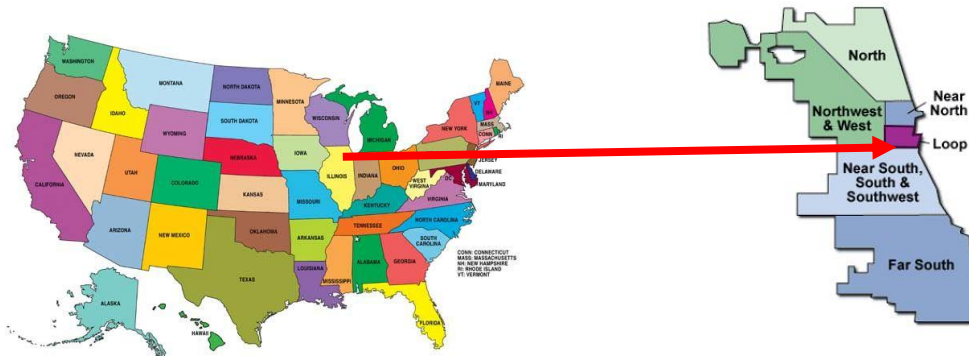 WASHINGTON
OREGON
IDAHO
MONTANA
NORTH DAKOTA
MINNESOTA
SOUTH DAKOTA
WYOMING
WISCONSIN
MICHIGAN
NEW YORK
VT
NH
MAINE
MASS
CONN
RI
NEVADA
UTAH
COLORADO
NEBRASKA
IOWA
ILLINOIS
INDIANA
OHIO
JERSEY
DELAWARE
MARYLAND
DC
WEST
VIRGINIA
VIRGINIA
CALIFORNIA
KANSAS
MISSOURI
KENTUCKY
NORTH CAROLINA
TENNESSEE
SOUTH
CAROLINA
ARIZONA
NEW MEXICO
OKLAHOMA
ARKANSAS
TEXAS
LOUISIANA
MISSISSIPPI
ALABAMA
GEORGIA
FLORIDA
ALASKA
HAWAII
CONN: CONNECTICUT
MASS: MASSACHUSETTS
NH: NEW HAMPSHIRE
RI: RHODE ISLAND
VT: VERMONT
North
Near
North
Northwest
& West
Loop
Near South,
South &
Southwest
Far South